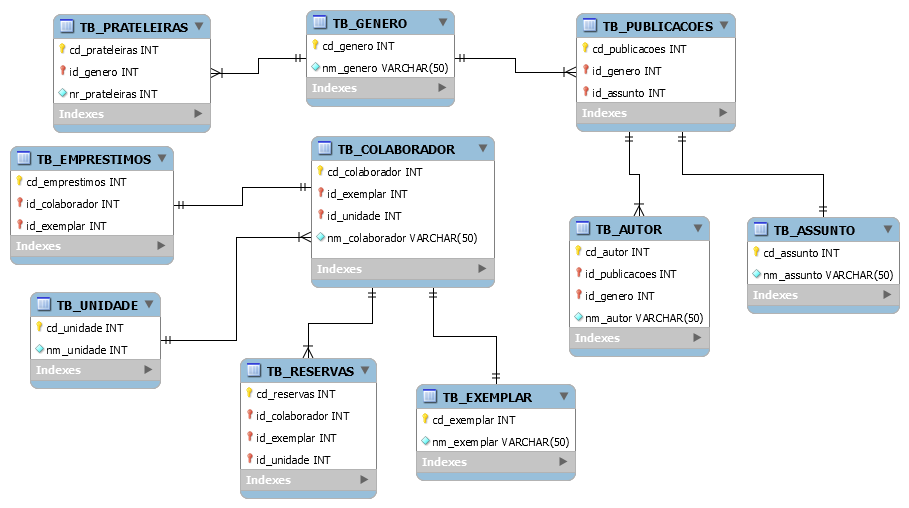 TB_PRATELEIRAS
cd_prateleiras INT
id_genero INT
nr_prateleiras INT
Indexes
TB_GENERO
cd_genero INT
nm_genero VARCHAR(50)
Indexes
TB_PUBLICACOES
cd_publicacoes INT
id_genero INT
id_assunto INT
Indexes
TB_EMPRESTIMOS
cd_emprestimos INT
id_colaborador INT
id_exemplar INT
Indexes
TB_COLABORADOR
cd_colaborador INT
id_exemplar INT
id_unidade INT
nm_colaborador VARCHAR(50)
Indexes
TB_AUTOR
cd_autor INT
id_publicacoes INT
id_genero INT
nm_autor VARCHAR(50)
Indexes
TB_ASSUNTO
cd_assunto INT
nm_assunto VARCHAR(50)
Indexes
TB_UNIDADE
cd_unidade INT
nm_unidade INT
Indexes
TB_RESERVAS
cd_reservas INT
id_colaborador INT
id_exemplar INT
id_unidade INT
Indexes
TB_EXEMPLAR
cd_exemplar INT
nm_exemplar VARCHAR(50)
Indexes